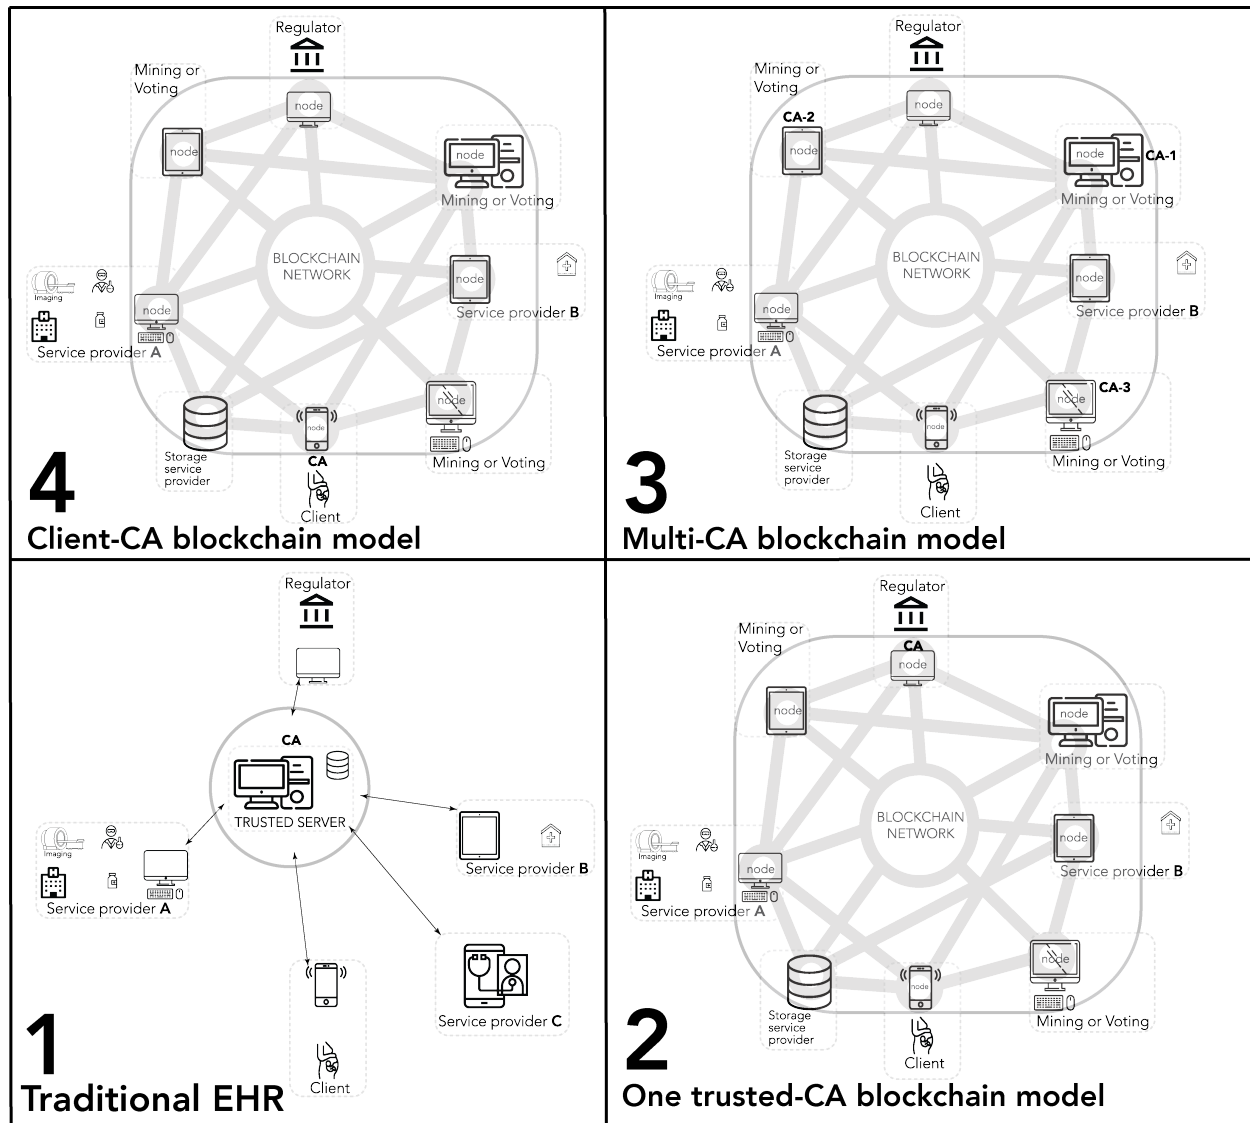 Regulator
Mining or
Voting
node
node
node
Mining or Voting
BLOCKCHAIN
NETWORK
node
Service provider B
Imaging
node
Service provider A
node
Mining or Voting
Storage
service
provider
node
CA
Client
4
Client-CA blockchain model
Regulator
Mining or
Voting
node
CA-2
node
node
CA-1
Mining or Voting
BLOCKCHAIN
NETWORK
node
Service provider B
Imaging
node
Service provider A
node
CA-3
Mining or Voting
Storage
service
provider
node
Client
3
Multi-CA blockchain model
Regulator
CA
TRUSTED SERVER
Imaging
Service provider A
Service provider B
Service provider C
Client
1
Traditional EHR
Regulator
CA
node
Mining or
Voting
node
node
Mining or Voting
BLOCKCHAIN
NETWORK
node
Service provider B
Imaging
node
Service provider A
node
Mining or Voting
Storage
service
provider
node
Client
2
One trusted-CA blockchain model